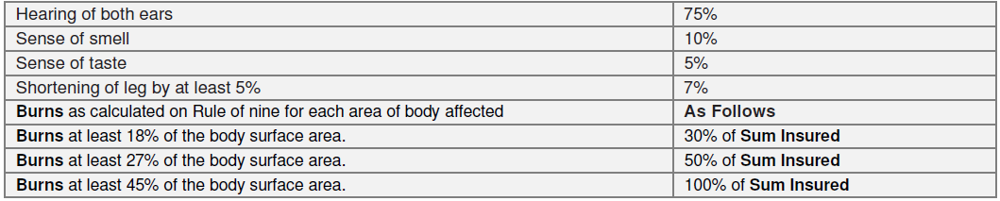 Hearing of both ears 75%
Sense of smell 10%
Sense of taste 5%
Shortening of leg by at least 5% 7%
Burns as calculated on Rule of nine for each area of body affected As Follows
Burns at least 18% of the body surface area. 30% of Sum Insured
Burns at least 27% of the body surface area. 50% of Sum Insured
Burns at least 45% of the body surface area. 100% of Sum Insured